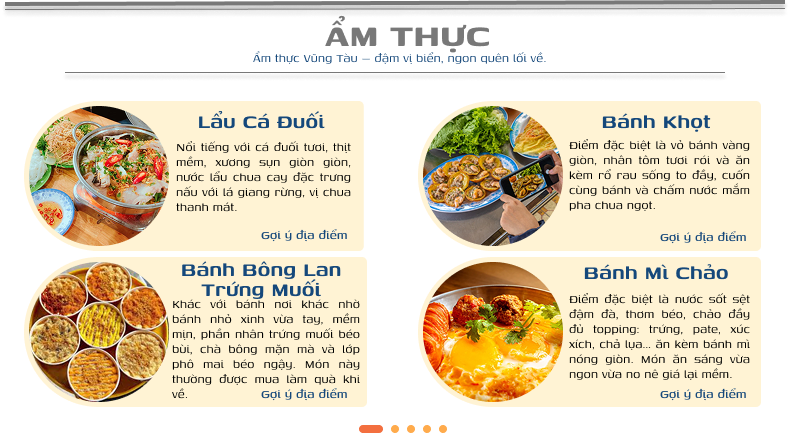 ẨM THỰC
Ẩm thực Vũng Tàu – đậm vị biển, ngon quên lối về.
Lẩu Cá Đuối
Nổi tiếng với cá đuối tươi, thịt
mềm, xương sụn giòn giòn,
nước lẩu chua cay đặc trưng
nấu với lá giang rừng, vị chua
thanh mát.
Gợi ý địa điểm
Bánh Khọt
Điểm đặc biệt là vỏ bánh vàng
giòn, nhân tôm tươi rói và ăn
kèm rổ rau sống to đầy, cuốn
cùng bánh và chấm nước mắm
pha chua ngọt.
Gợi ý địa điểm
Bánh Bông Lan
Trứng Muối
Khác với bánh nơi khác nhờ
bánh nhỏ xinh vừa tay, mềm
mịn, phần nhân trứng muối béo
bùi, chà bông mặn mà và lớp
phô mai béo ngậy. Món này
thường được mua làm quà khi
về.
Gợi ý địa điểm
Bánh Mì Chảo
Điểm đặc biệt là nước sốt sệt
đậm đà, thơm béo, chảo đầy
đủ topping: trứng, pate, xúc
xích, chả lụa... ăn kèm bánh mì
nóng giòn. Món ăn sáng vừa
ngon vừa no nê giá lại mềm.
Gợi ý địa điểm